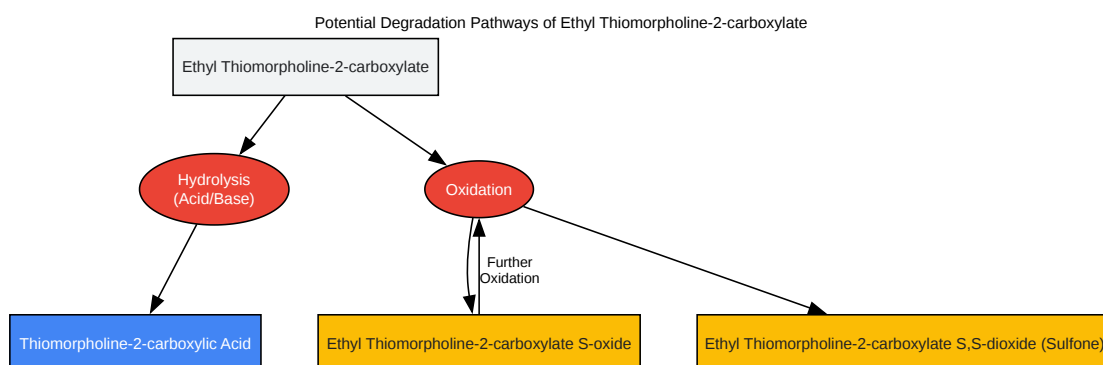 Potential Degradation Pathways of Ethyl Thiomorpholine-2-carboxylate
Ethyl Thiomorpholine-2-carboxylate
Hydrolysis
(Acid/Base)
Oxidation
Further
Oxidation
Thiomorpholine-2-carboxylic Acid
Ethyl Thiomorpholine-2-carboxylate S-oxide
Ethyl Thiomorpholine-2-carboxylate S,S-dioxide (Sulfone)